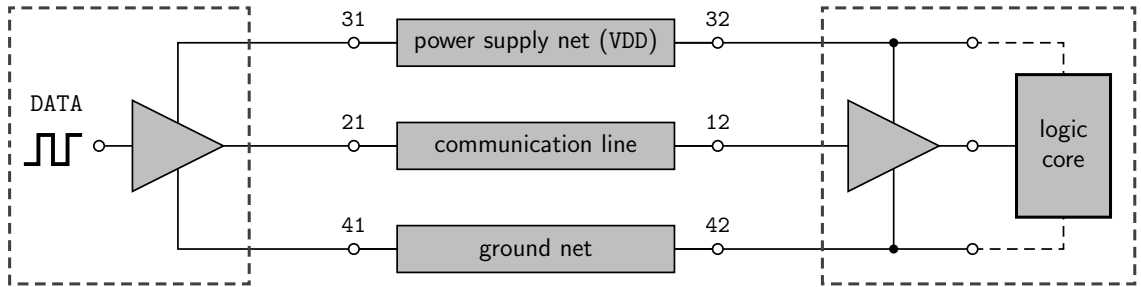 31
power supply net (VDD)
32
DATA
21
communication line
12
logic
core
41
ground net
42